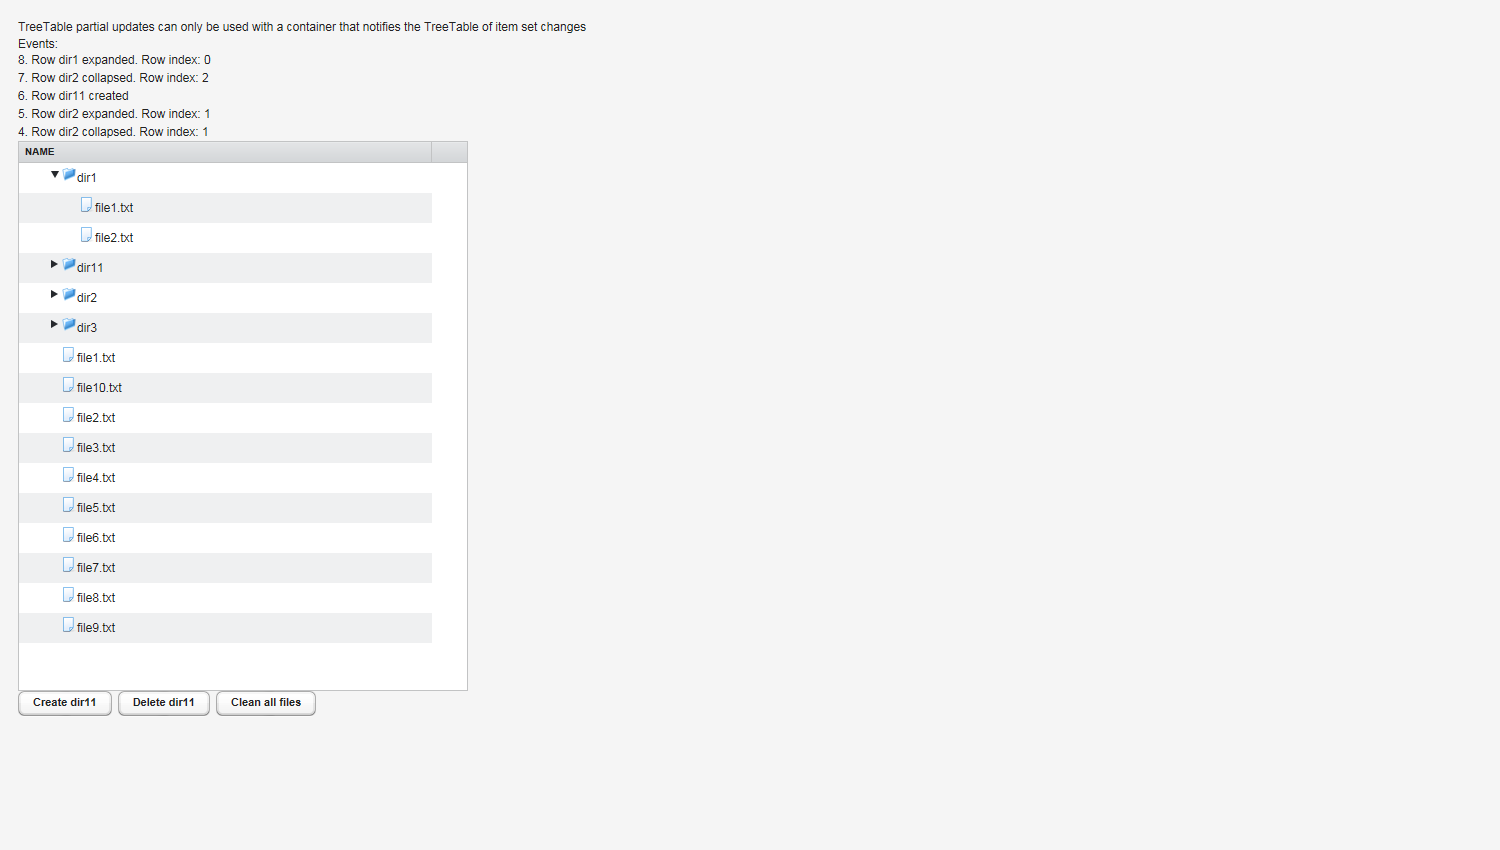 TreeTable partial updates can only be used with a container that notifies the TreeTable of item set changes
Events:
8. Row dir1 expanded. Row index: 0
7. Row dir2 collapsed. Row index: 2
6. Row dir11 created
5. Row dir2 expanded. Row index: 1
4. Row dir2 collapsed. Row index: 1
NAME
dir1
file1.txt
file2.txt
dir11
dir2
dir3
file1.txt
file10.txt
file2.txt
file3.txt
file4.txt
file5.txt
file6.txt
file7.txt
file8.txt
file9.txt
Create dir11 Delete dir11 Clean all files